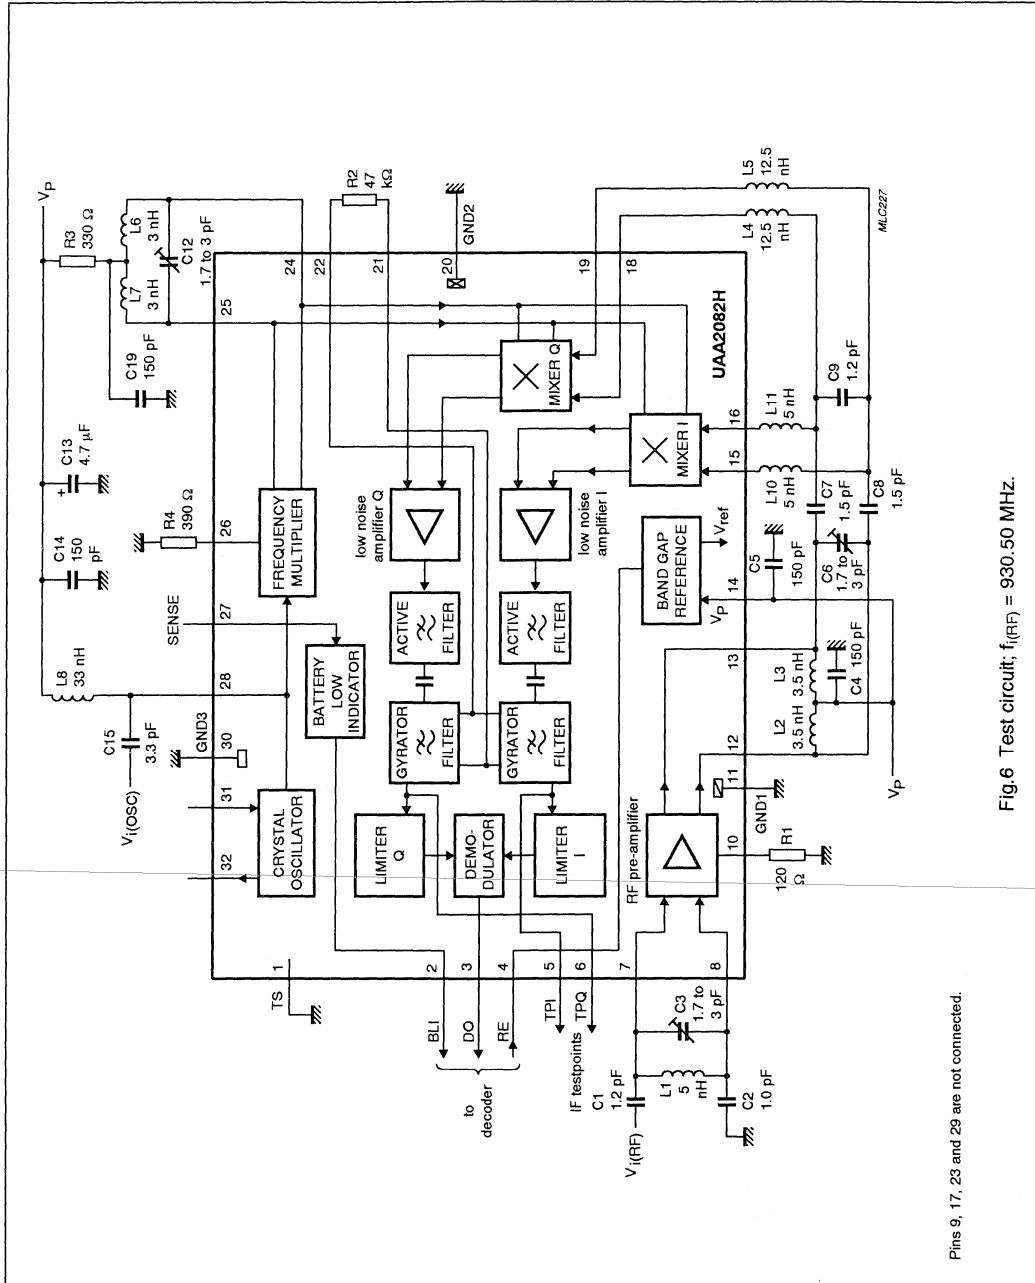 VP
R3
330 Ω
L6
3 nH
L7
3 nH
C12
1.7 to 3 pF
C19
150 pF
C13
4.7 µF
+
C14
150
pF
R4
390 Ω
SENSE
L8
33 nH
C15
3.3 pF
Vi(OSC)
GND3
R2
47
kΩ
GND2
32
31
30
28
27
26
25
24
22
21
20
19
18
CRYSTAL
OSCILLATOR
BATTERY
LOW
INDICATOR
FREQUENCY
MULTIPLIER
UAA2082H
LIMITER
Q
GYRATOR
FILTER
ACTIVE
FILTER
low noise
amplifier Q
MIXER Q
DEMO-
DULATOR
LIMITER
I
GYRATOR
FILTER
ACTIVE
FILTER
low noise
amplifier I
MIXER I
RF pre-amplifier
BAND GAP
REFERENCE
Vref
VP
TS
1
BLI
2
DO
3
RE
4
to
decoder
TPI
5
TPQ
6
IF testpoints
7
8
C1
1.2 pF
Vi(RF)
L1
5
nH
C3
1.7 to
3 pF
C2
1.0 pF
10
11
12
13
14
15
16
R1
120
Ω
GND1
L2
3.5 nH
L3
3.5 nH
C4
150 pF
VP
C5
150 pF
C6
1.7 to
3 pF
C7
1.5 pF
C8
1.5 pF
L10
5 nH
L11
5 nH
C9
1.2 pF
L4
12.5
nH
L5
12.5
nH
MLC227
Pins 9, 17, 23 and 29 are not connected.
Fig.6 Test circuit; fi(RF) = 930.50 MHz.